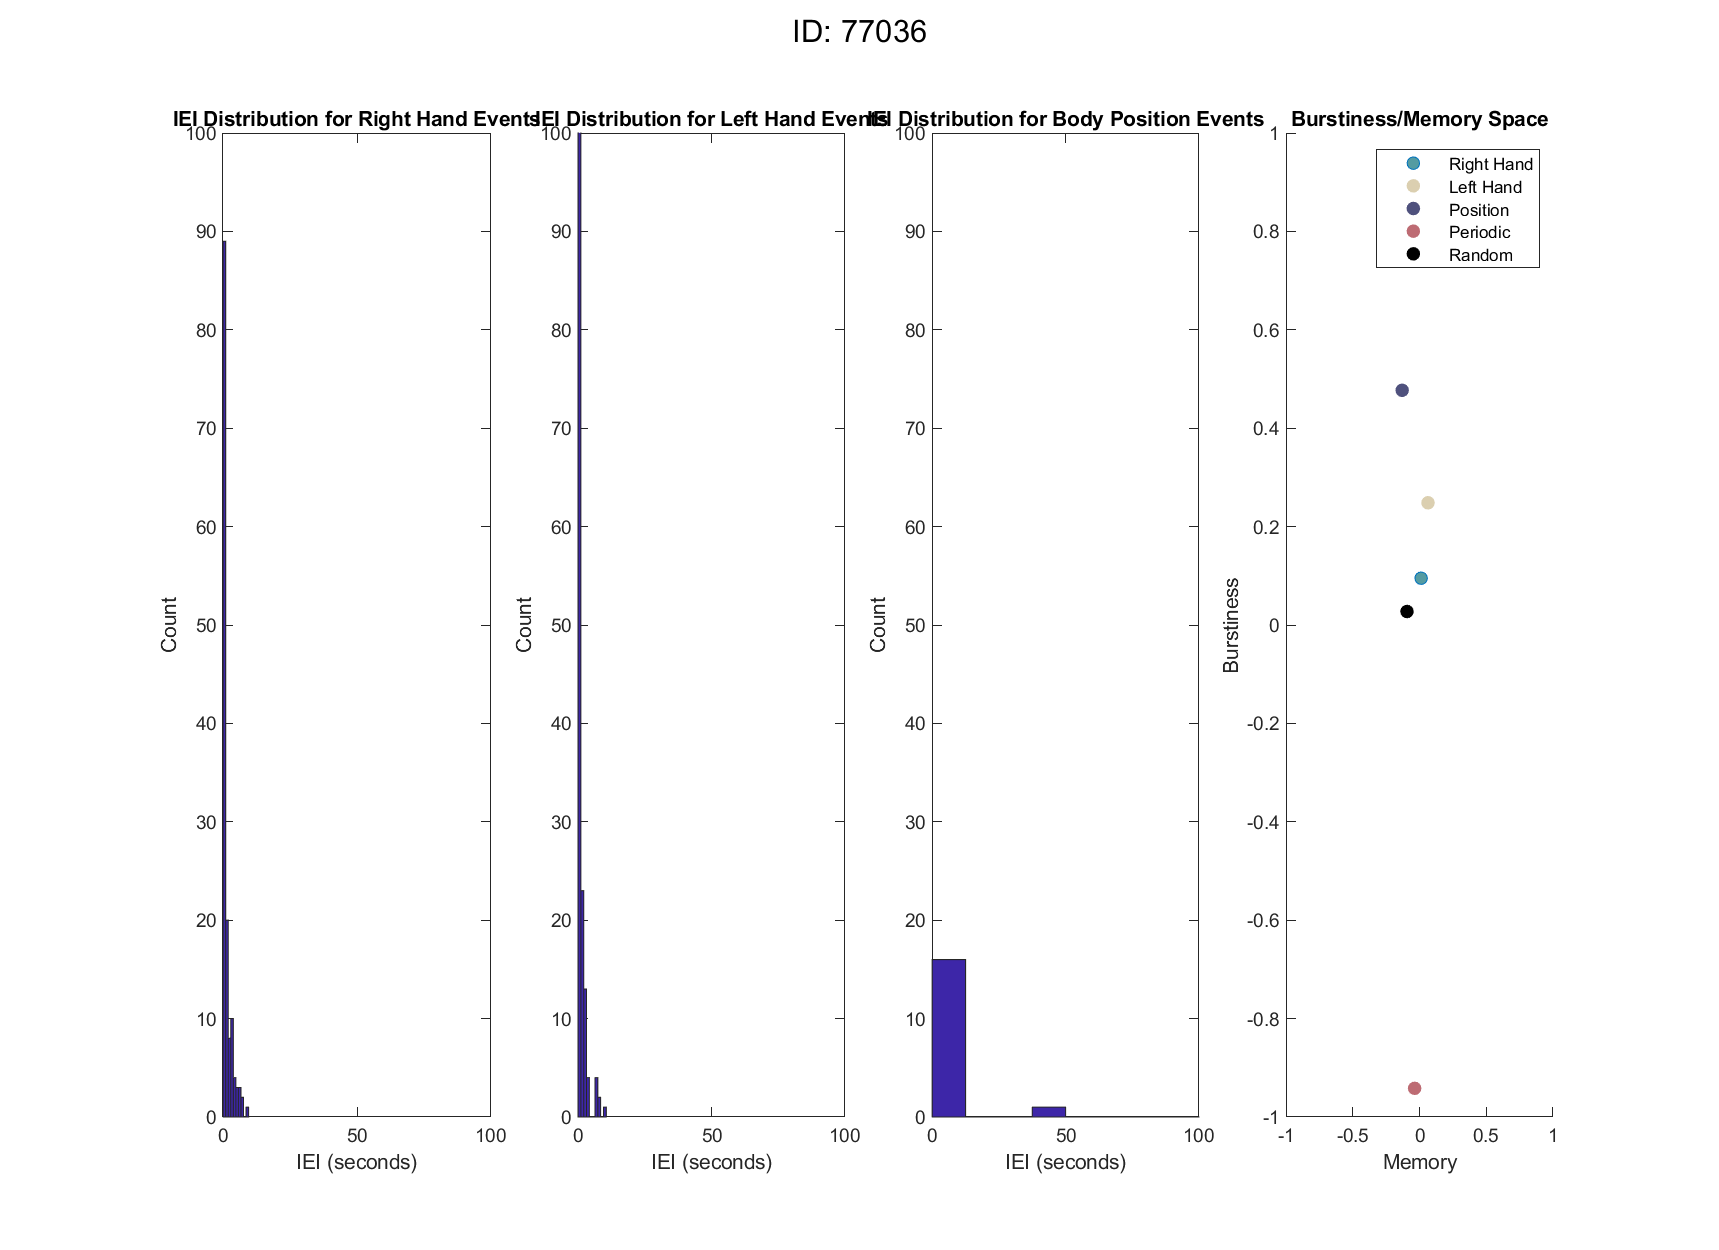 ID: 77036
IEI Distribution for Right Hand Events
100
90
80
70
60
50
40
30
20
10
0
0 50 100
Count
IEI (seconds)
IEI Distribution for Left Hand Events
100
90
80
70
60
50
40
30
20
10
0
0 50 100
Count
IEI (seconds)
IEI Distribution for Body Position Events
100
90
80
70
60
50
40
30
20
10
0
0 50 100
Count
IEI (seconds)
Burstiness/Memory Space
1
0.8
0.6
0.4
0.2
0
-0.2
-0.4
-0.6
-0.8
-1
-1 -0.5 0 0.5 1
Burstiness
Memory
Right Hand
Left Hand
Position
Periodic
Random